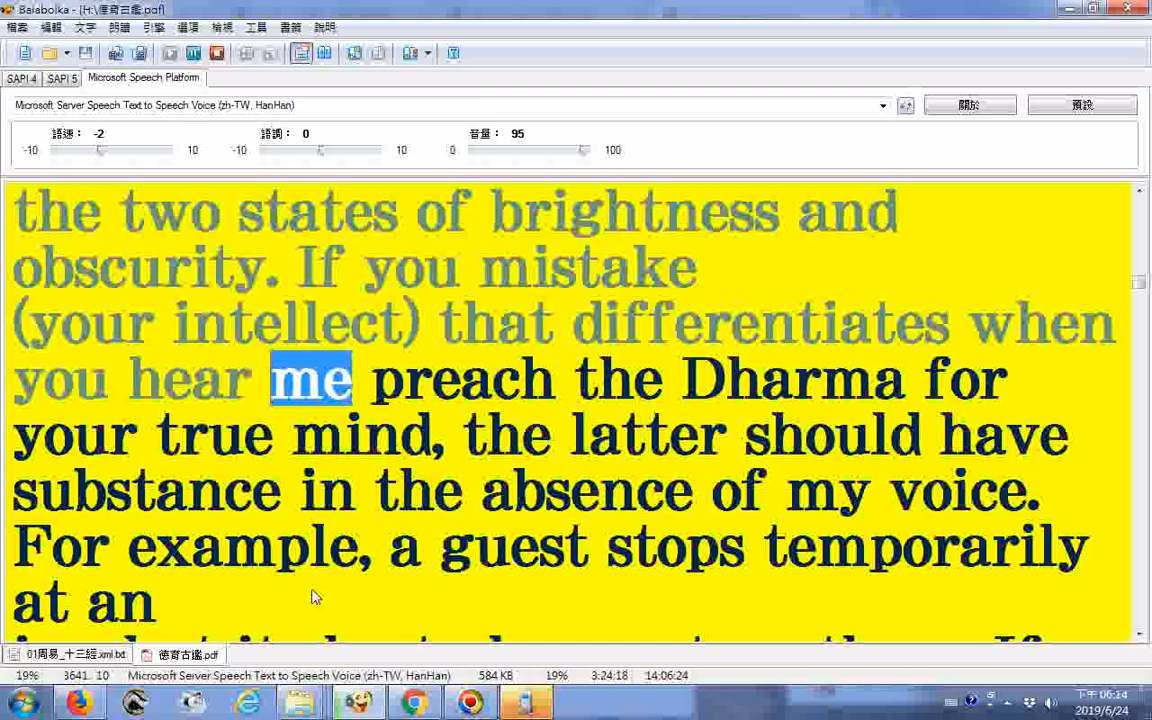 Balabolka - [H:\德育古鑑.pdf]
檔案 編輯 文字 朗讀 引擎 選項 檢視 工具 書籤 說明
SAPI 4 SAPI 5 Microsoft Speech Platform
Microsoft Server Speech Text to Speech Voice (zh-TW, HanHan) 關於 預設
語速： -2 語調： 0 音量： 95
-10 10 -10 10 0 100
the two states of brightness and
obscurity. If you mistake
(your intellect) that differentiates when
you hear me preach the Dharma for
your true mind, the latter should have
substance in the absence of my voice.
For example, a guest stops temporarily
at an
01周易_十三經.xml.txt 德育古鑑.pdf
19% 3641. 10 Microsoft Server Speech Text to Speech Voice (zh-TW, HanHan) 584 KB 19% 3:24:18 14:06:24
下午 06:14
2019/6/24